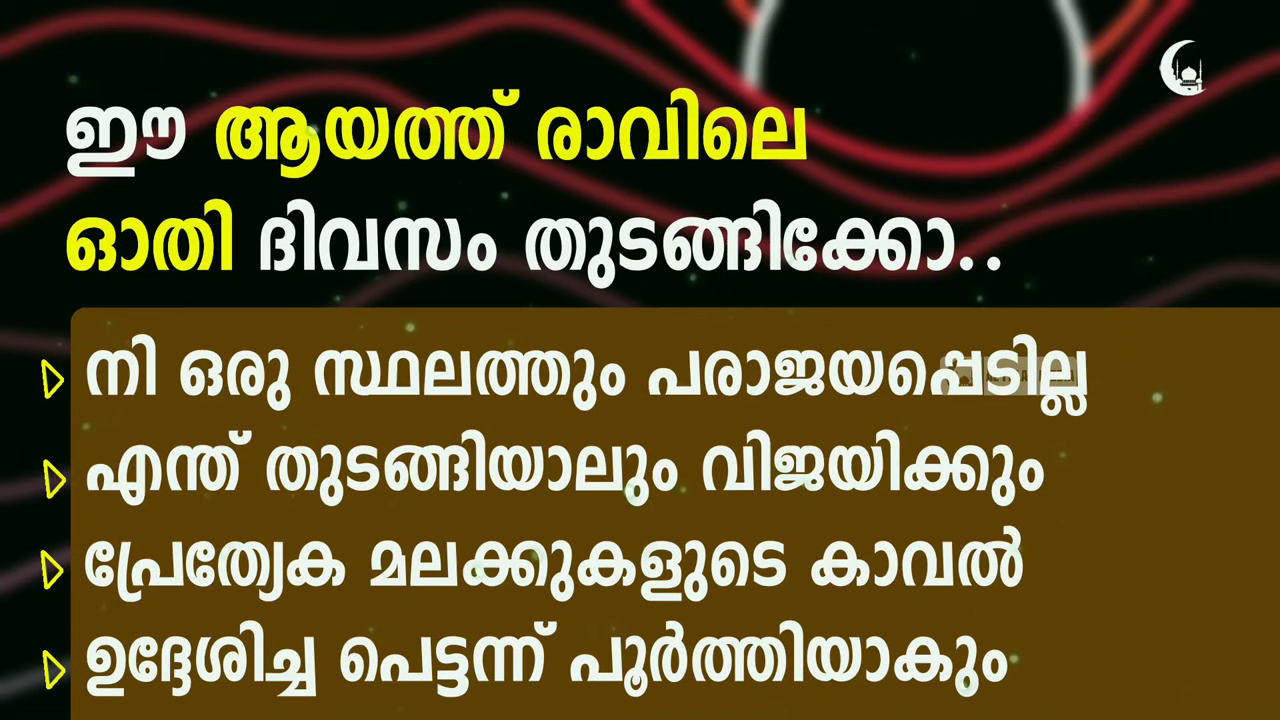 ഈ ആയത്ത് രാവിലെ
ഓതി ദിവസം തുടങ്ങിക്കോ..
നി ഒരു സ്ഥലത്തും പരാജയപ്പെടില്ല
എന്ത് തുടങ്ങിയാലും വിജയിക്കും
പ്രേത്യേക മലക്കുകളുടെ കാവൽ
ഉദ്ദേശിച്ച പെട്ടന്ന് പൂർത്തിയാകും